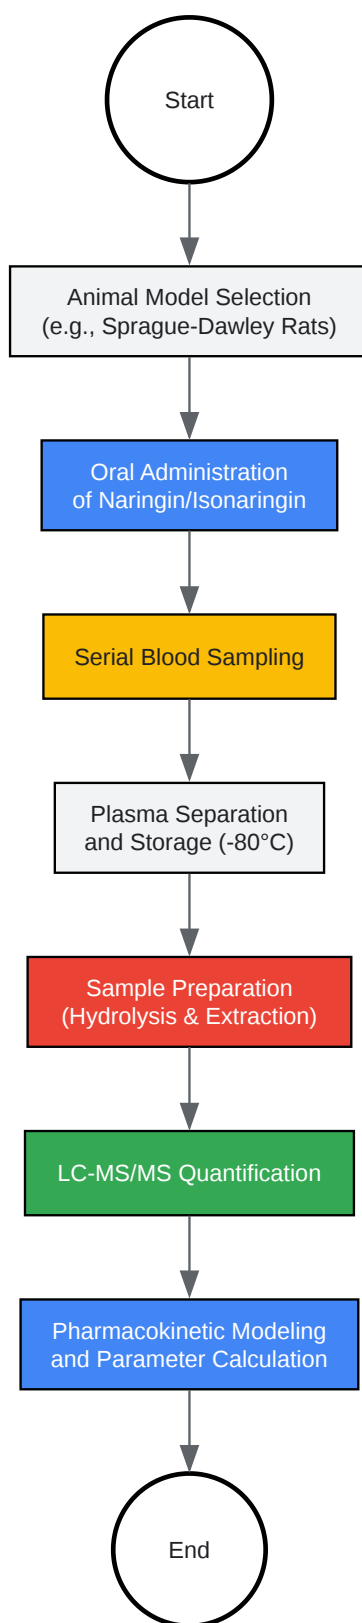 Start
Animal Model Selection
(e.g., Sprague-Dawley Rats)
Oral Administration
of Naringin/Isonaringin
Serial Blood Sampling
Plasma Separation
and Storage (-80°C)
Sample Preparation
(Hydrolysis & Extraction)
LC-MS/MS Quantification
Pharmacokinetic Modeling
and Parameter Calculation
End